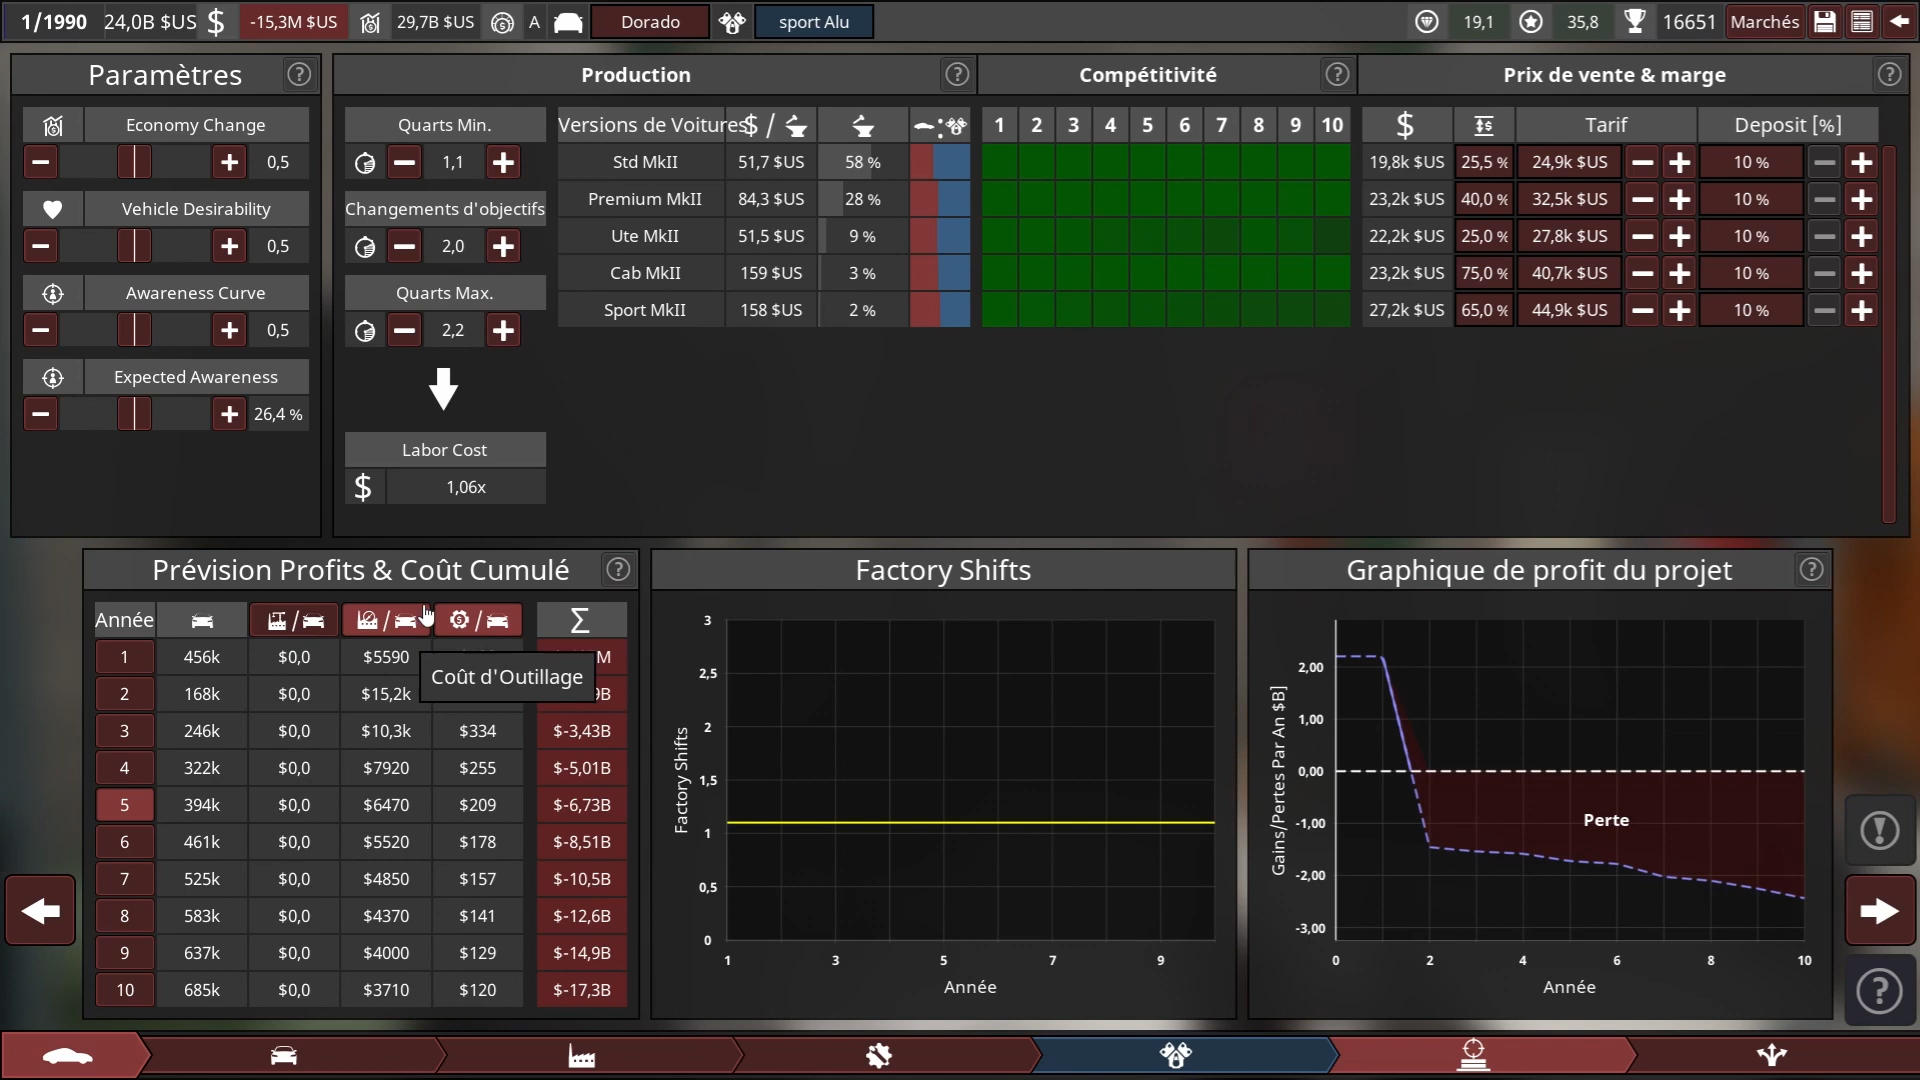 1/1990 24,0B $US $ -15,3M $US 29,7B $US A Dorado sport Alu 19,1 35,8 16651 Marchés
Paramètres
Economy Change
0,5
Vehicle Desirability
0,5
Awareness Curve
0,5
Expected Awareness
26,4 %
Production
Quarts Min.
1,1
Changements d'objectifs
2,0
Quarts Max.
2,2
Labor Cost
$ 1,06x
Compétitivité
Prix de vente & marge
Versions de Voitures $ / 1 2 3 4 5 6 7 8 9 10 $ Tarif Deposit [%]
Std MkII 51,7 $US 58 % 19,8k $US 25,5 % 24,9k $US 10 %
Premium MkII 84,3 $US 28 % 23,2k $US 40,0 % 32,5k $US 10 %
Ute MkII 51,5 $US 9 % 22,2k $US 25,0 % 27,8k $US 10 %
Cab MkII 159 $US 3 % 23,2k $US 75,0 % 40,7k $US 10 %
Sport MkII 158 $US 2 % 27,2k $US 65,0 % 44,9k $US 10 %
Prévision Profits & Coût Cumulé
Année / / / Σ
1 456k $0,0 $5590 M
2 168k $0,0 $15,2k 9B
3 246k $0,0 $10,3k $334 $-3,43B
4 322k $0,0 $7920 $255 $-5,01B
5 394k $0,0 $6470 $209 $-6,73B
6 461k $0,0 $5520 $178 $-8,51B
7 525k $0,0 $4850 $157 $-10,5B
8 583k $0,0 $4370 $141 $-12,6B
9 637k $0,0 $4000 $129 $-14,9B
10 685k $0,0 $3710 $120 $-17,3B
Coût d'Outillage
Factory Shifts
Factory Shifts
3
2,5
2
1,5
1
0,5
0
1 3 5 7 9
Année
Graphique de profit du projet
Gains/Pertes Par An $B]
2,00
1,00
0,00
-1,00
-2,00
-3,00
Perte
0 2 4 6 8 10
Année